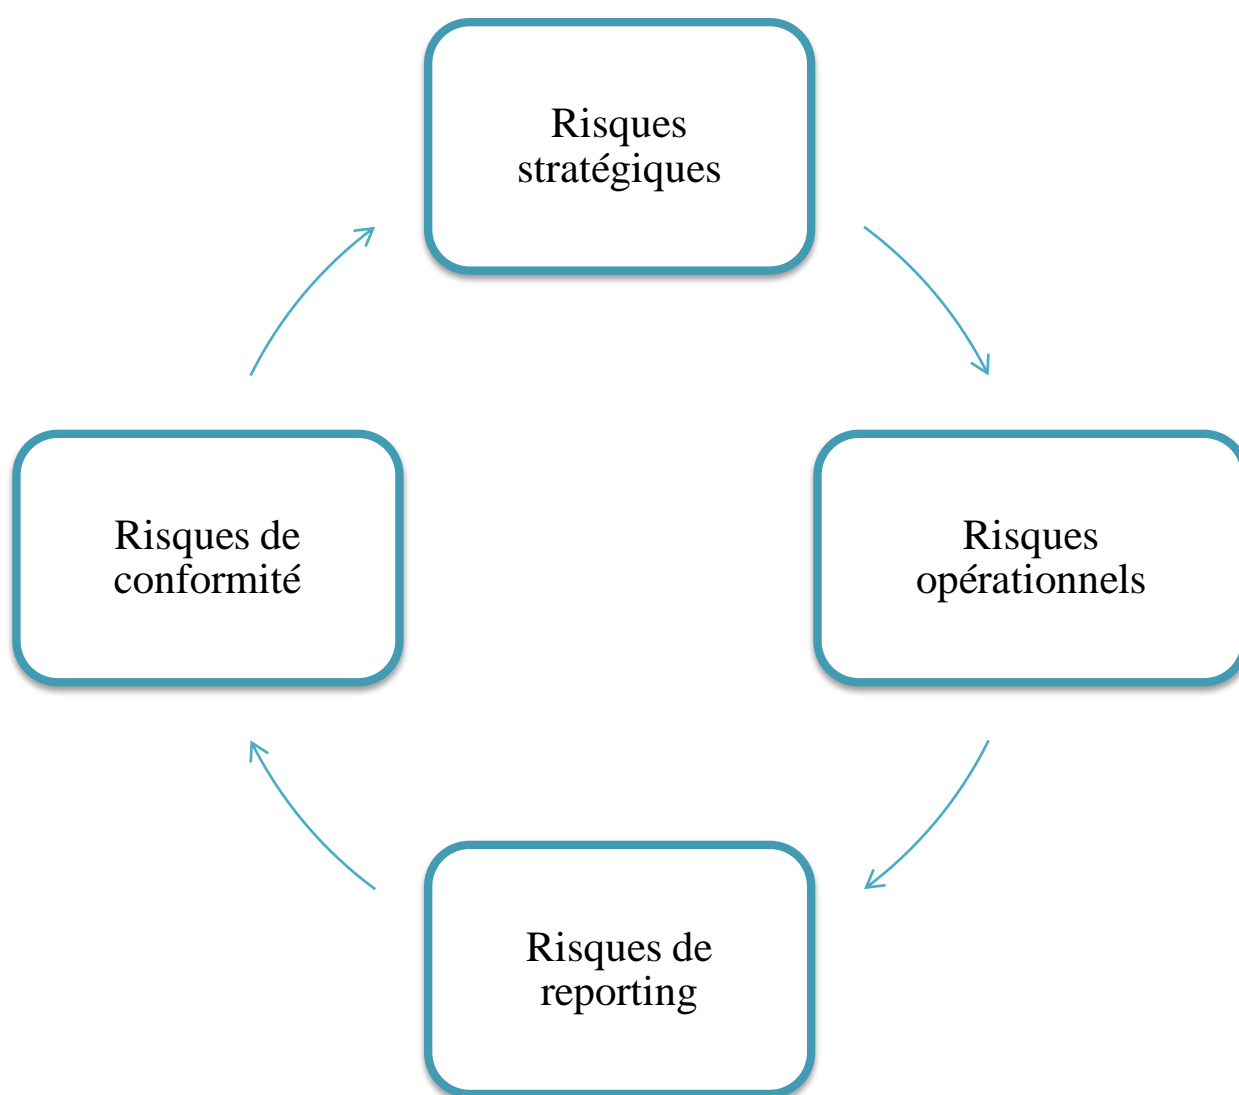 Risques
stratégiques
Risques de
conformité
Risques
opérationnels
Risques de
reporting